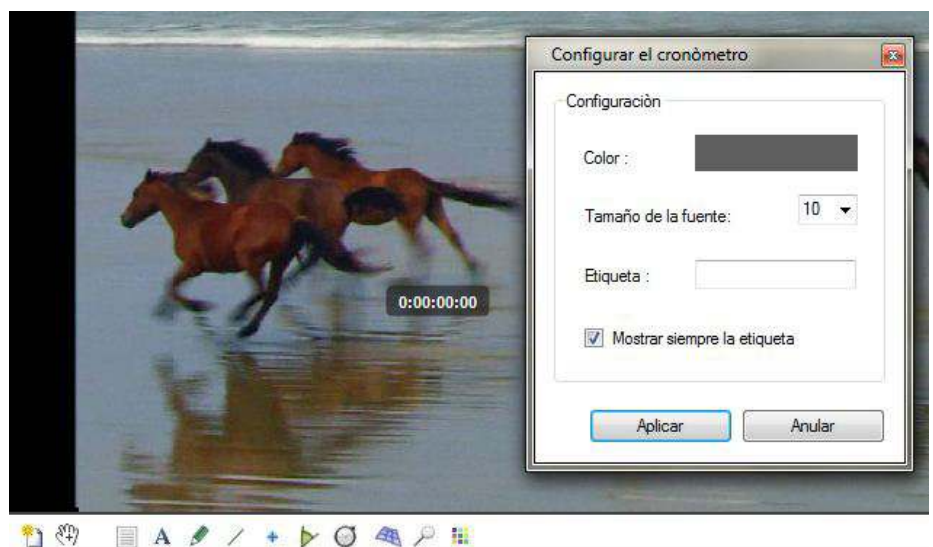 Configurar el cronòmetro
Configuraciòn
Color :
Tamaño de la fuente:
10
Etiqueta :
0:00:00:00
Mostrar siempre la etiqueta
Aplicar
Anular
A